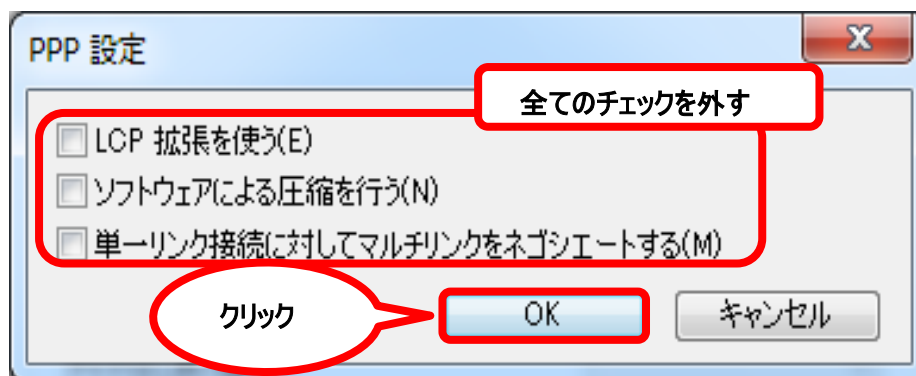 PPP 設定
全てのチェックを外す
LCP 拡張を使う(E)
ソフトウェアによる圧縮を行う(N)
単一リンク接続に対してマルチリンクをネゴシエートする(M)
クリック
OK
キャンセル